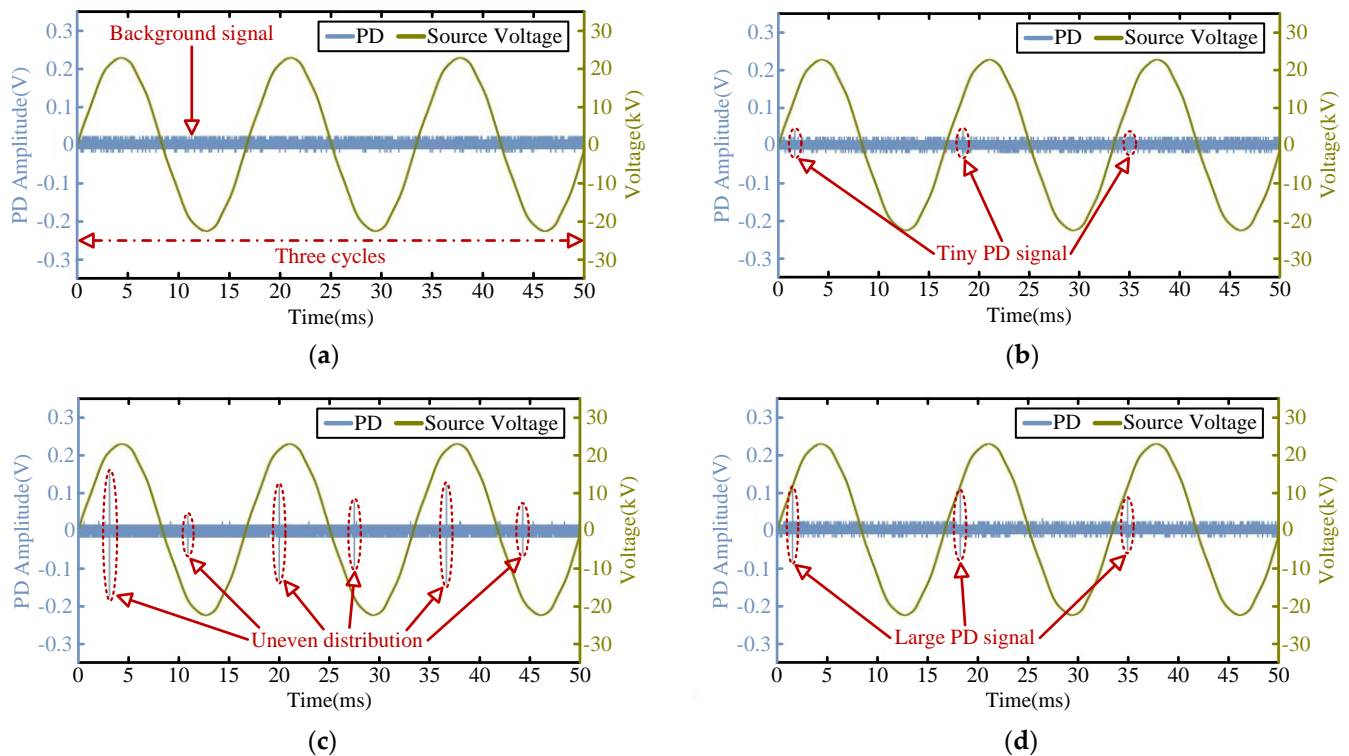 Background signal
PD Source Voltage
PD Amplitude(V)
0.3
0.2
0.1
0
-0.1
-0.2
-0.3
Voltage(kV)
30
20
10
0
-10
-20
-30
Three cycles
0 5 10 15 20 25 30 35 40 45 50
Time(ms)
(a)
PD Source Voltage
PD Amplitude(V)
0.3
0.2
0.1
0
-0.1
-0.2
-0.3
Voltage(kV)
30
20
10
0
-10
-20
-30
Tiny PD signal
0 5 10 15 20 25 30 35 40 45 50
Time(ms)
(b)
PD Source Voltage
PD Amplitude(V)
0.3
0.2
0.1
0
-0.1
-0.2
-0.3
Voltage(kV)
30
20
10
0
-10
-20
-30
Uneven distribution
0 5 10 15 20 25 30 35 40 45 50
Time(ms)
(c)
PD Source Voltage
PD Amplitude(V)
0.3
0.2
0.1
0
-0.1
-0.2
-0.3
Voltage(kV)
30
20
10
0
-10
-20
-30
Large PD signal
0 5 10 15 20 25 30 35 40 45 50
Time(ms)
(d)